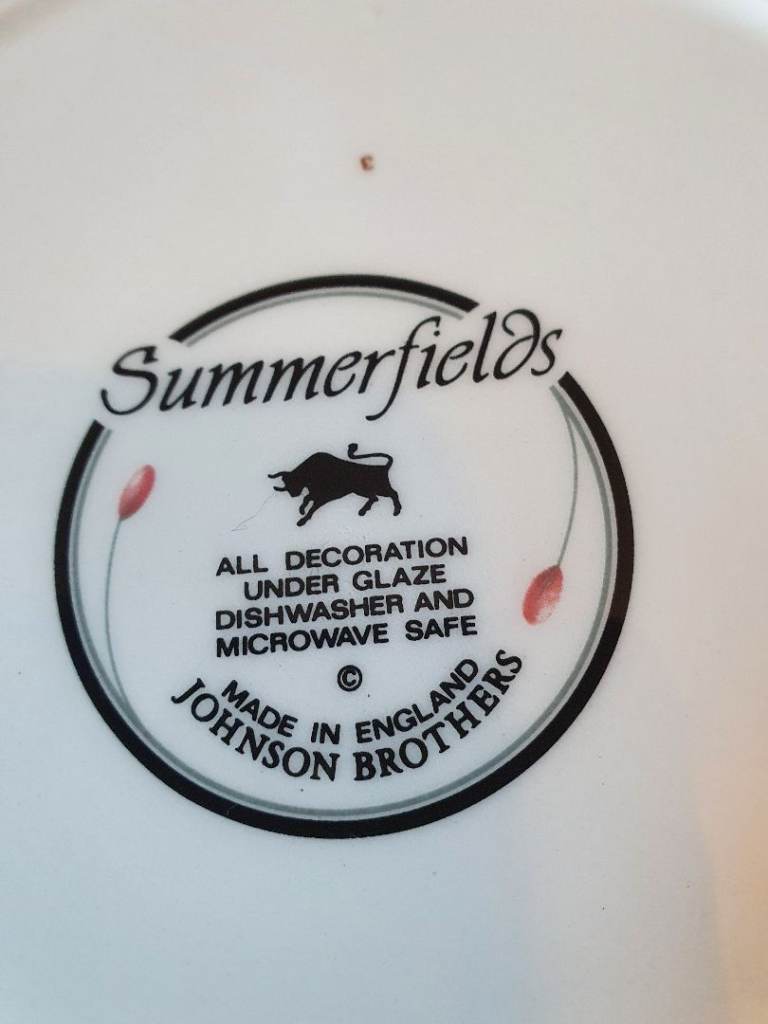 c
Summerfields
ALL DECORATION
UNDER GLAZE
DISHWASHER AND
MICROWAVE SAFE
©
MADE IN ENGLAND
JOHNSON BROTHERS